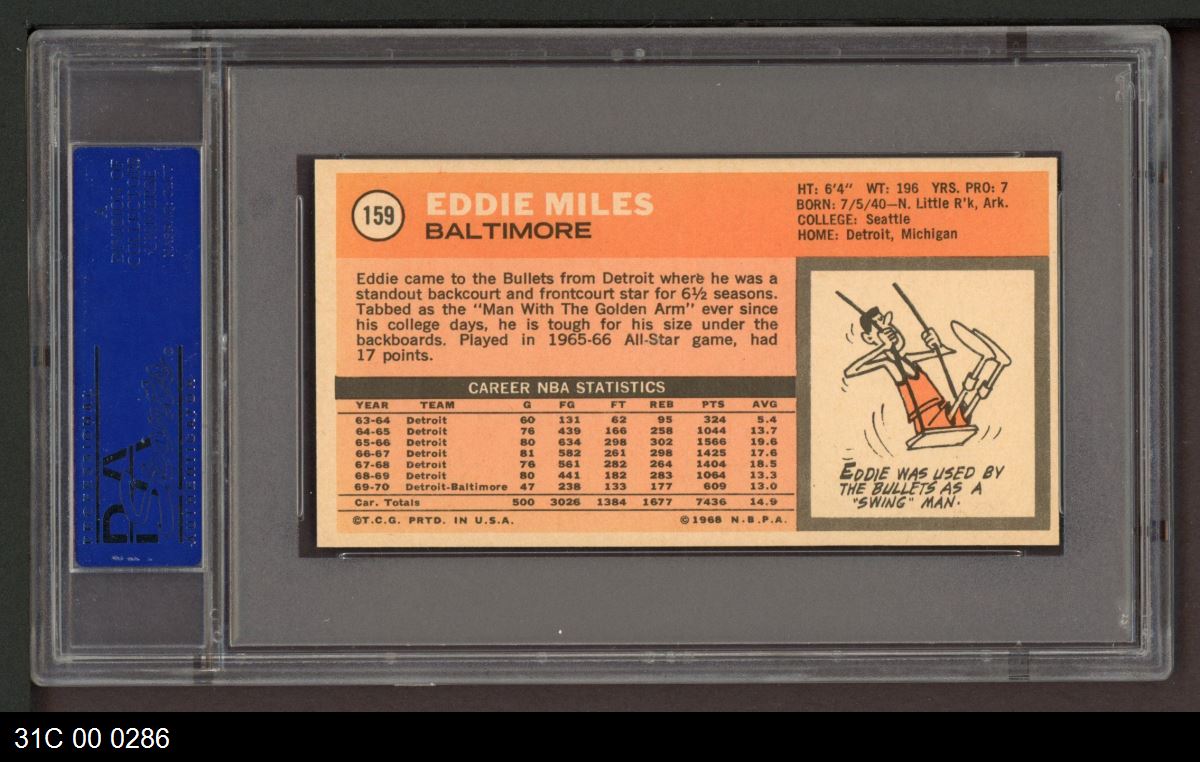 159
EDDIE MILES
BALTIMORE
HT: 6'4" WT: 196 YRS. PRO: 7
BORN: 7/5/40—N. Little R'k, Ark.
COLLEGE: Seattle
HOME: Detroit, Michigan
Eddie came to the Bullets from Detroit where he was a
standout backcourt and frontcourt star for 6½ seasons.
Tabbed as the "Man With The Golden Arm" ever since
his college days, he is tough for his size under the
backboards. Played in 1965-66 All-Star game, had
17 points.
CAREER NBA STATISTICS
YEAR TEAM G FG FT REB PTS AVG
63-64 Detroit 60 131 62 95 324 5.4
64-65 Detroit 76 439 166 258 1044 13.7
65-66 Detroit 80 634 298 302 1566 19.6
66-67 Detroit 81 582 261 298 1425 17.6
67-68 Detroit 76 561 282 264 1404 18.5
68-69 Detroit 80 441 182 283 1064 13.3
69-70 Detroit-Baltimore 47 238 133 177 609 13.0
Car. Totals 500 3026 1384 1677 7436 14.9
©T.C.G. PRTD. IN U.S.A. ©1968 N.B.P.A.
EDDIE WAS USED BY
THE BULLETS AS A
"SWING" MAN.
PSA
31C 00 0286